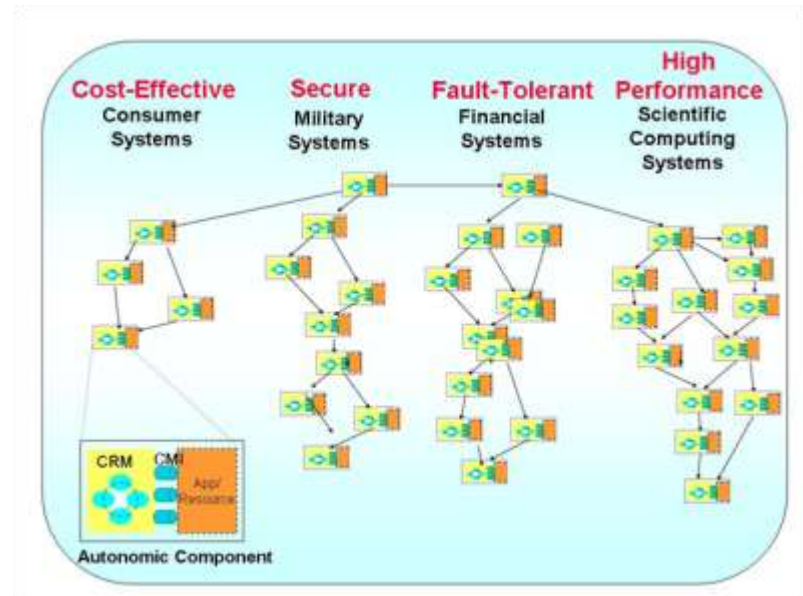 Cost-Effective
Consumer
Systems
Secure
Military
Systems
Fault-Tolerant
Financial
Systems
High
Performance
Scientific
Computing
Systems
CRM
CMI
App/
Resource
Autonomic Component